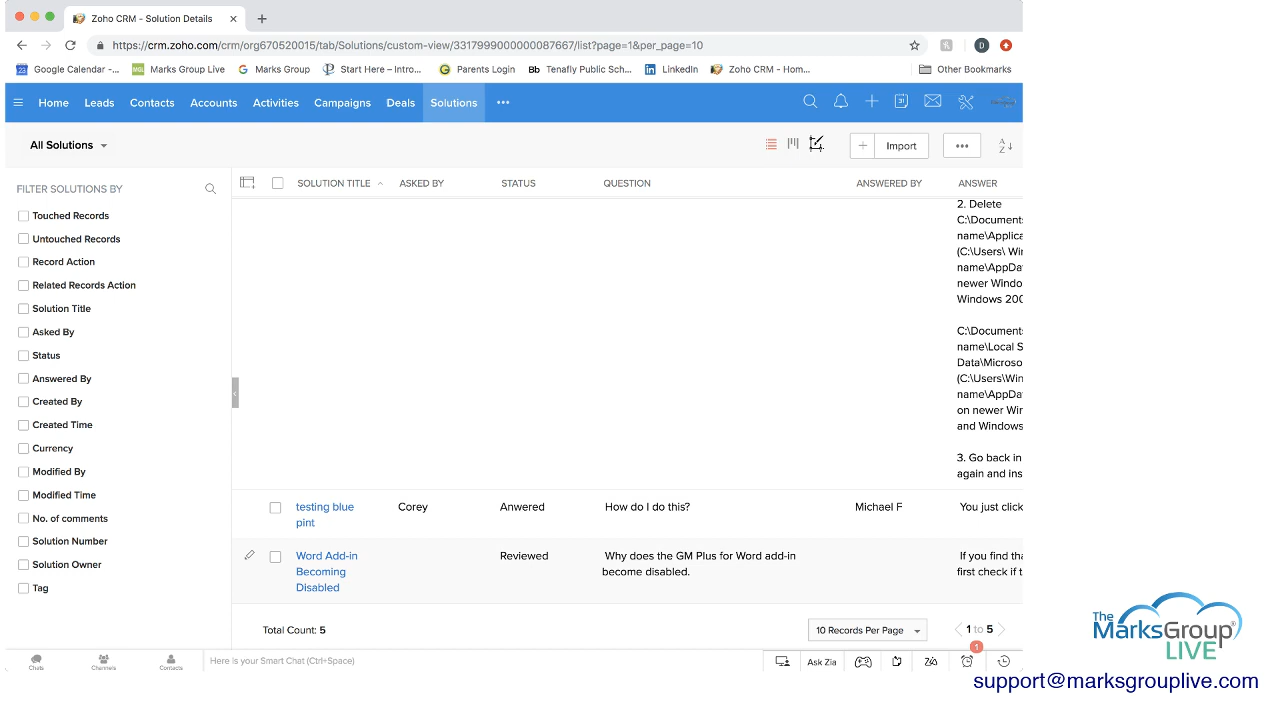 Zoho CRM - Solution Details
https://crm.zoho.com/crm/org670520015/tab/Solutions/custom-view/3317999000000087667/list?page=1&per_page=10
D
Google Calendar -...
Marks Group Live
Marks Group
Start Here – Intro...
Parents Login
Bb Tenafly Public Sch...
LinkedIn
Zoho CRM - Hom...
Other Bookmarks
Home
Leads
Contacts
Accounts
Activities
Campaigns
Deals
Solutions
All Solutions
Import
FILTER SOLUTIONS BY
SOLUTION TITLE
ASKED BY
STATUS
QUESTION
ANSWERED BY
ANSWER
Touched Records
Untouched Records
Record Action
Related Records Action
Solution Title
Asked By
Status
Answered By
Created By
Created Time
Currency
Modified By
Modified Time
No. of comments
Solution Number
Solution Owner
Tag
2. Delete
C:\Documents
name\Applica
(C:\Users\ Wi
name\AppDa
newer Windo
Windows 200
C:\Documents
name\Local S
Data\Microso
(C:\Users\Win
name\AppDa
on newer Win
and Windows
3. Go back in
again and ins
testing blue
pint
Corey
Anwered
How do I do this?
Michael F
You just click
Word Add-in
Becoming
Disabled
Reviewed
Why does the GM Plus for Word add-in
become disabled.
If you find tha
first check if t
Total Count: 5
10 Records Per Page
1 to 5
Chats
Channels
Contacts
Here is your Smart Chat (Ctrl+Space)
Ask Zia
1
The
MarksGroup
LIVE
support@marksgrouplive.com